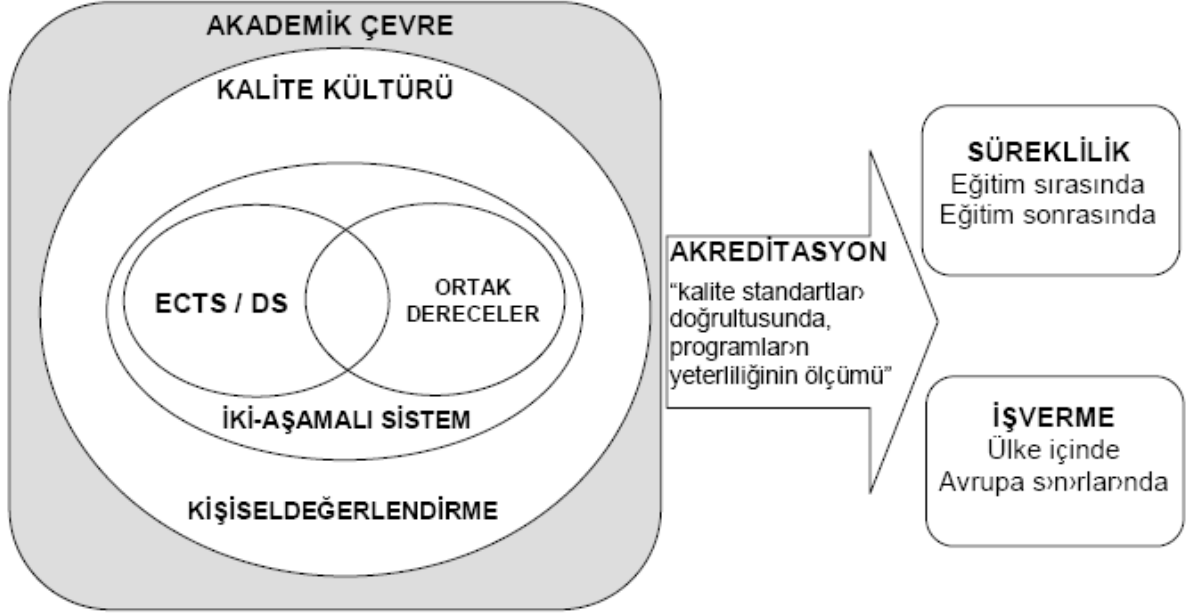 AKADEMİK ÇEVRE
KALİTE KÜLTÜRÜ
ECTS / DS
ORTAK
DERECELER
İKİ-AŞAMALI SİSTEM
KİŞİSELDEĞERLENDİRME
AKREDİTASYON
“kalite standartlar›
doğrultusunda,
programlar›n
yeterliliğinin ölçümü”
SÜREKLİLİK
Eğitim sırasında
Eğitim sonrasında
İŞVERME
Ülke içinde
Avrupa s›n›rlar›nda